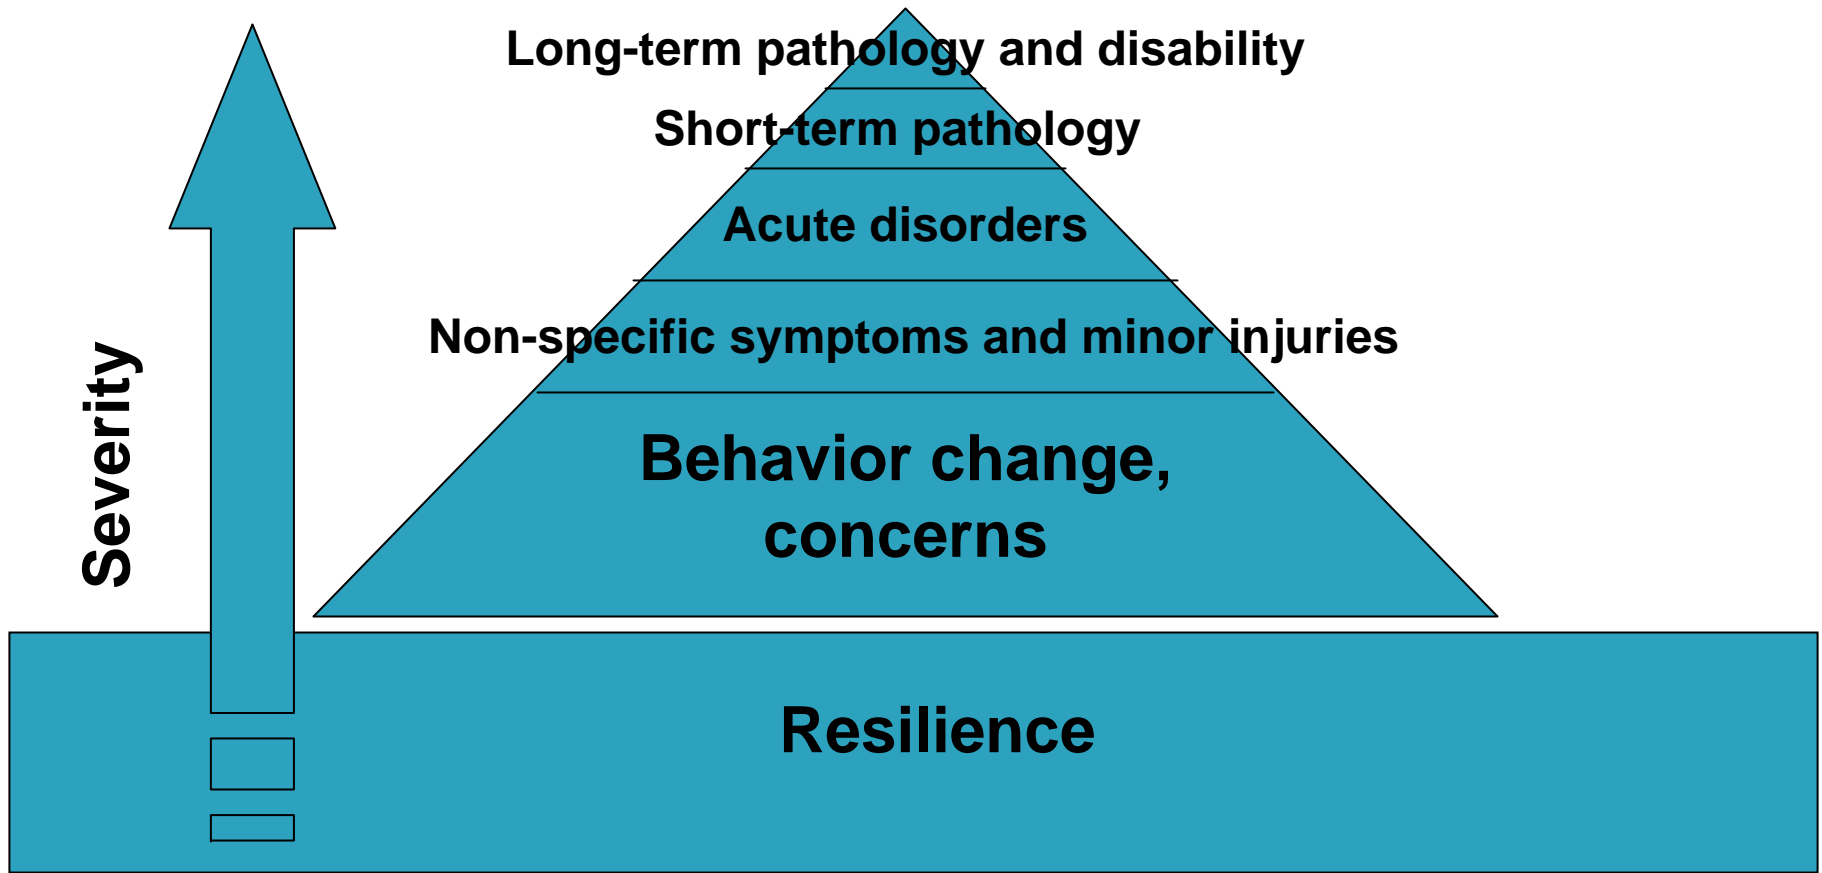 Long-term pathology and disability
Short-term pathology
Acute disorders
Non-specific symptoms and minor injuries
Severity
Behavior change,
concerns
Resilience